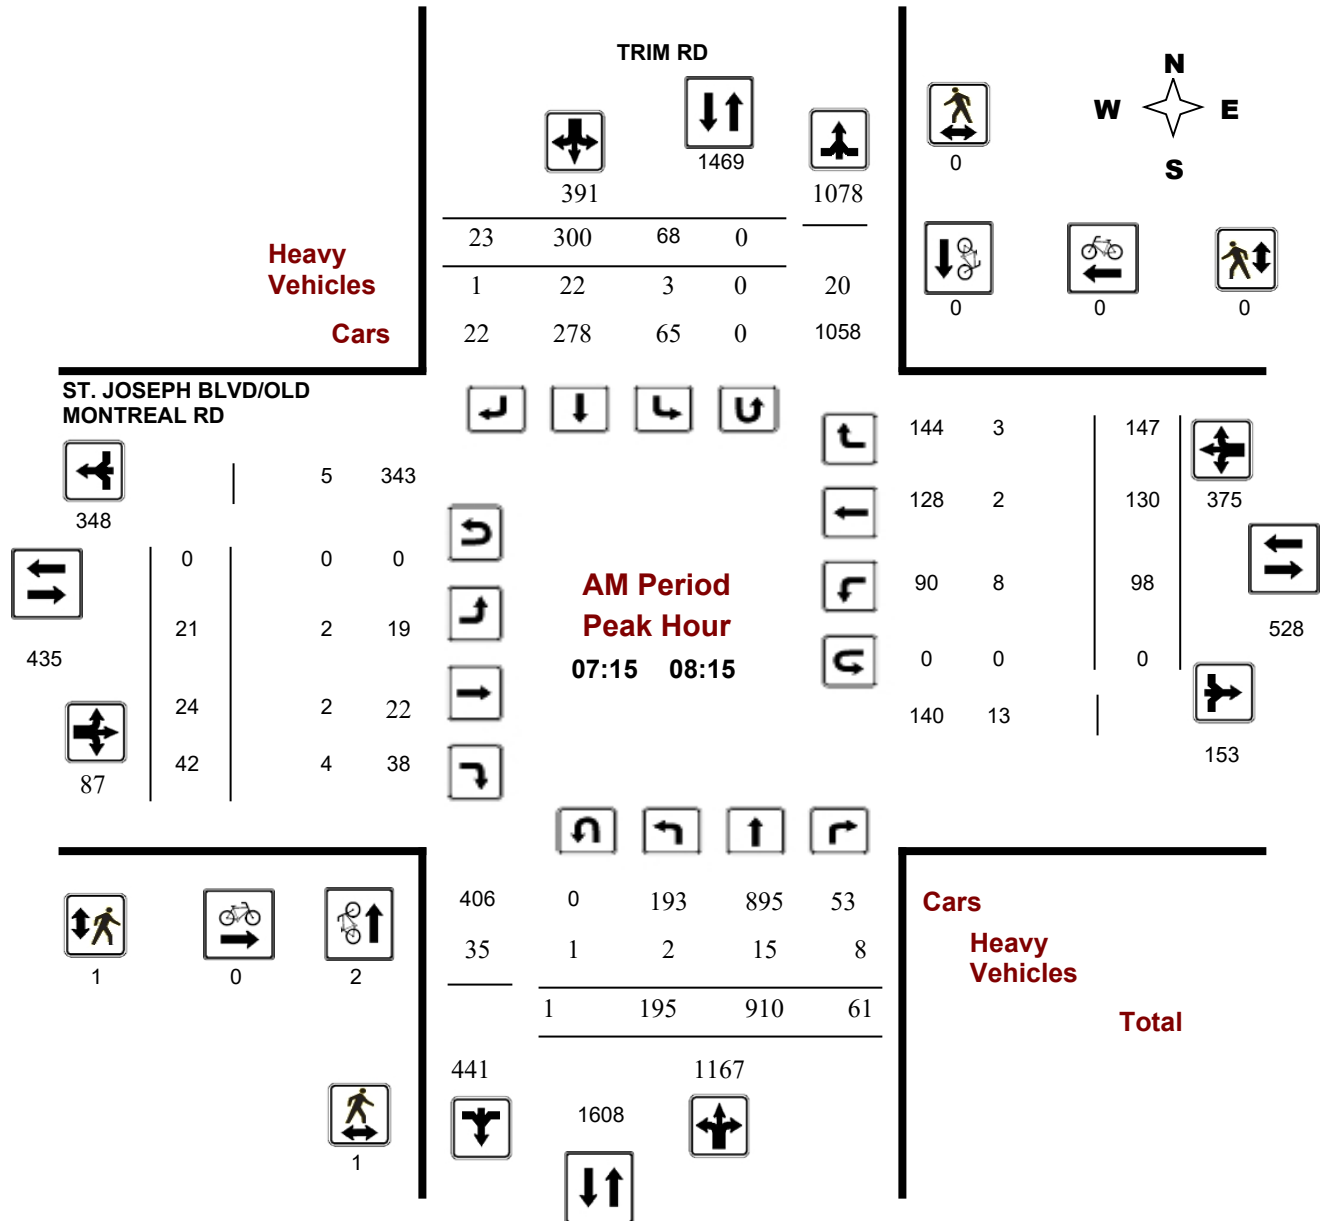 TRIM RD
N
W E
S
1469
0
391 1078
23 300 68 0
Heavy
Vehicles
1 22 3 0 20
0 0 0
Cars
22 278 65 0 1058
ST. JOSEPH BLVD/OLD
MONTREAL RD
144 3 147
5 343
348
128 2 130 375
0 0 0
AM Period
90 8 98
Peak Hour
21 2 19
528
435
07:15 08:15
0 0 0
24 2 22
140 13
153
42 4 38
87
406 0 193 895 53
Cars
35 1 2 15 8
Heavy
Vehicles
1 0 2
1 195 910 61
Total
441 1167
1608
1